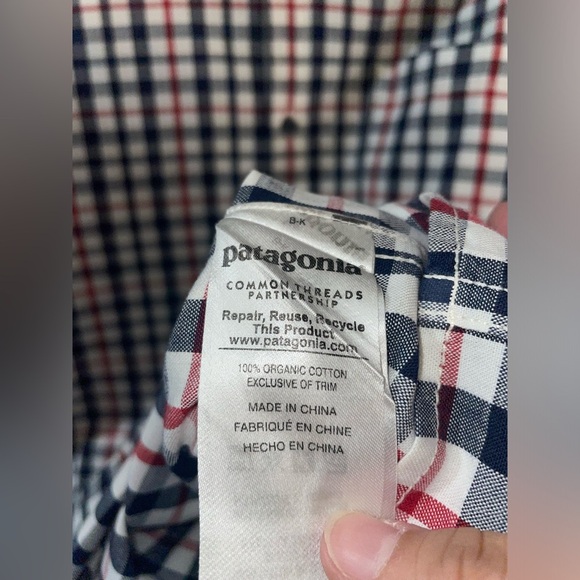 B-K
patagonia
COMMON THREADS
PARTNERSHIP
Repair, Reuse, Recycle
This Product
www.patagonia.com
100% ORGANIC COTTON
EXCLUSIVE OF TRIM
MADE IN CHINA
FABRIQUÉ EN CHINE
HECHO EN CHINA